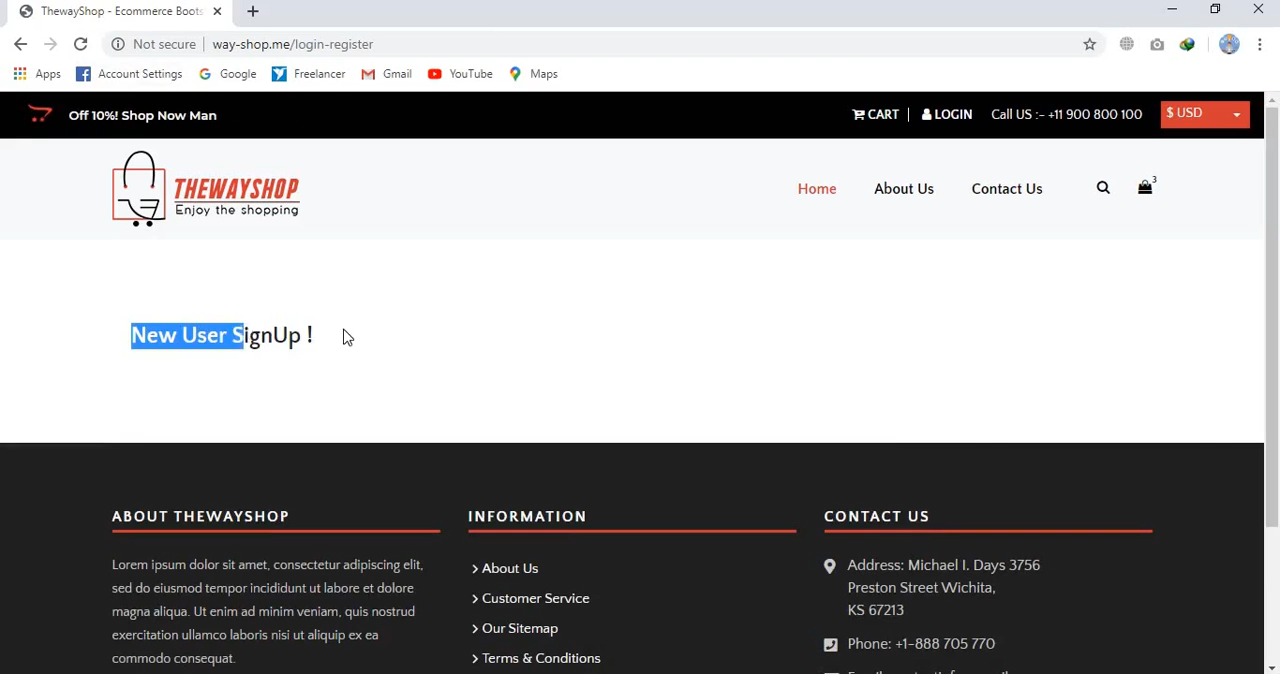 ThewayShop - Ecommerce Boots
Not secure | way-shop.me/login-register
Apps Account Settings Google Freelancer Gmail YouTube Maps
Off 10%! Shop Now Man CART | LOGIN Call US :- +11 900 800 100 $ USD
THEWAYSHOP
Enjoy the shopping
Home About Us Contact Us 3
New User SignUp !
ABOUT THEWAYSHOP
Lorem ipsum dolor sit amet, consectetur adipiscing elit,
sed do eiusmod tempor incididunt ut labore et dolore
magna aliqua. Ut enim ad minim veniam, quis nostrud
exercitation ullamco laboris nisi ut aliquip ex ea
commodo consequat.
INFORMATION
About Us
Customer Service
Our Sitemap
Terms & Conditions
CONTACT US
Address: Michael I. Days 3756
Preston Street Wichita,
KS 67213
Phone: +1-888 705 770